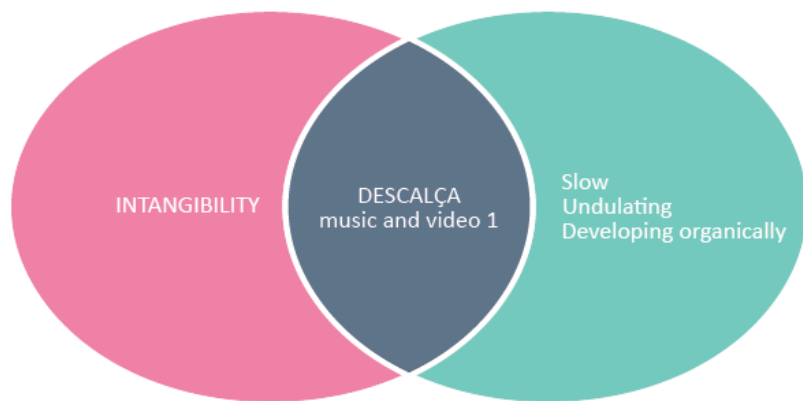 INTANGIBILITY
DESCALÇA
music and video 1
Slow
Undulating
Developing organically